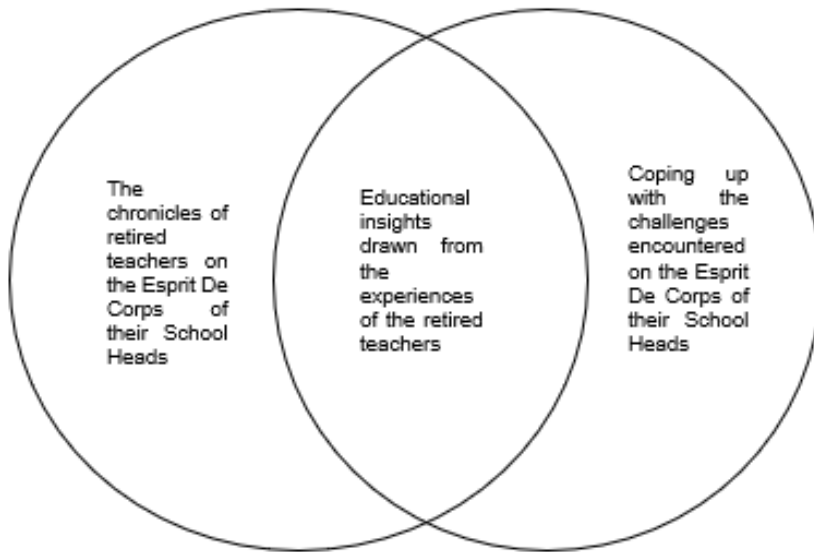 The
chronicles of
retired
teachers on
the Esprit De
Corps of
their School
Heads
Educational
insights
drawn from
the
experiences
of the retired
teachers
Coping up
with the
challenges
encountered
on the Esprit
De Corps of
their School
Heads